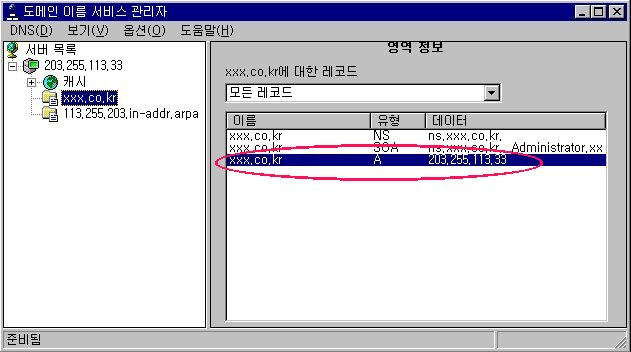 도메인 이름 서비스 관리자
DNS(D) 보기(V) 옵션(O) 도움말(H)
서버 목록
203.255.113.33
캐시
xxx.co.kr
113.255.203.in-addr.arpa
영역 정보
xxx.co.kr에 대한 레코드
모든 레코드
이름 유형 데이터
xxx.co.kr NS ns.xxx.co.kr.
xxx.co.kr SOA ns.xxx.co.kr. Administrator.xx
xxx.co.kr A 203.255.113.33
준비됨